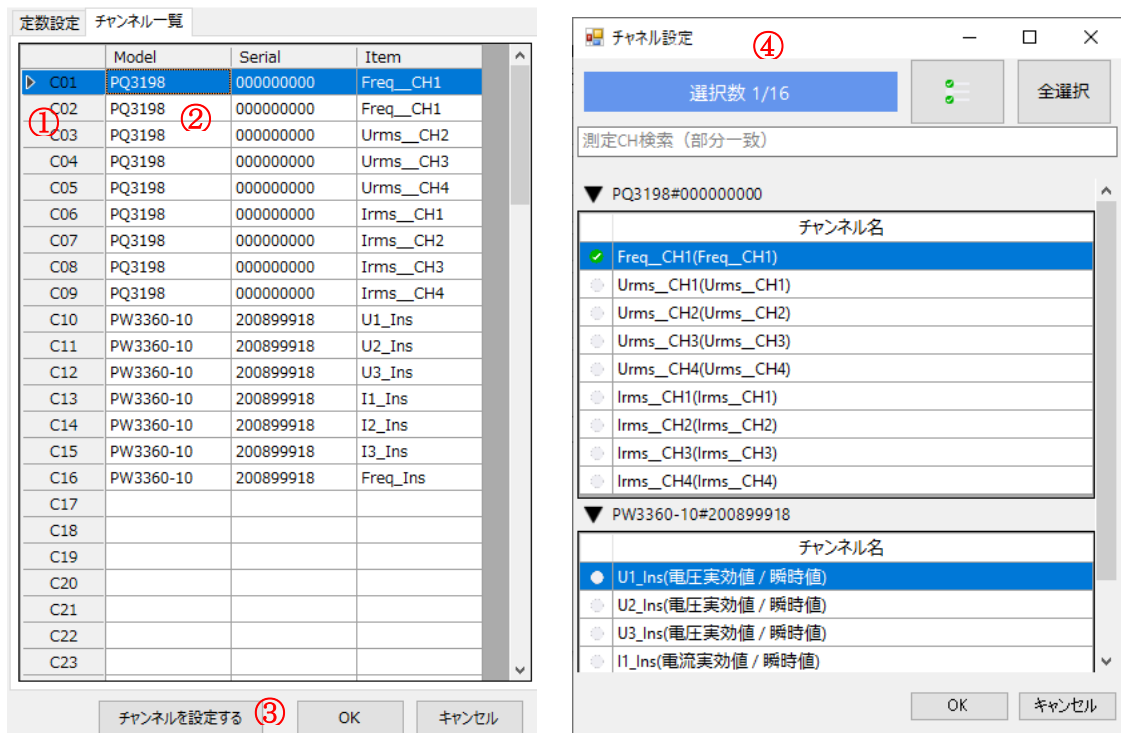 定数設定 チャンネル一覧
Model Serial Item
C01 PQ3198 000000000 Freq__CH1
C02 PQ3198 000000000 Freq__CH1
C03 PQ3198 000000000 Urms__CH2
C04 PQ3198 000000000 Urms__CH3
C05 PQ3198 000000000 Urms__CH4
C06 PQ3198 000000000 Irms__CH1
C07 PQ3198 000000000 Irms__CH2
C08 PQ3198 000000000 Irms__CH3
C09 PQ3198 000000000 Irms__CH4
C10 PW3360-10 200899918 U1_Ins
C11 PW3360-10 200899918 U2_Ins
C12 PW3360-10 200899918 U3_Ins
C13 PW3360-10 200899918 I1_Ins
C14 PW3360-10 200899918 I2_Ins
C15 PW3360-10 200899918 I3_Ins
C16 PW3360-10 200899918 Freq_Ins
C17
C18
C19
C20
C21
C22
C23
① ②
チャンネルを設定する ③ OK キャンセル
チャネル設定 ④
選択数 1/16 全選択
測定CH検索（部分一致）
▼ PQ3198#000000000
チャンネル名
Freq__CH1(Freq__CH1)
Urms__CH1(Urms__CH1)
Urms__CH2(Urms__CH2)
Urms__CH3(Urms__CH3)
Urms__CH4(Urms__CH4)
Irms__CH1(Irms__CH1)
Irms__CH2(Irms__CH2)
Irms__CH3(Irms__CH3)
Irms__CH4(Irms__CH4)
▼ PW3360-10#200899918
チャンネル名
U1_Ins(電圧実効値 / 瞬時値)
U2_Ins(電圧実効値 / 瞬時値)
U3_Ins(電圧実効値 / 瞬時値)
I1_Ins(電流実効値 / 瞬時値)
OK キャンセル